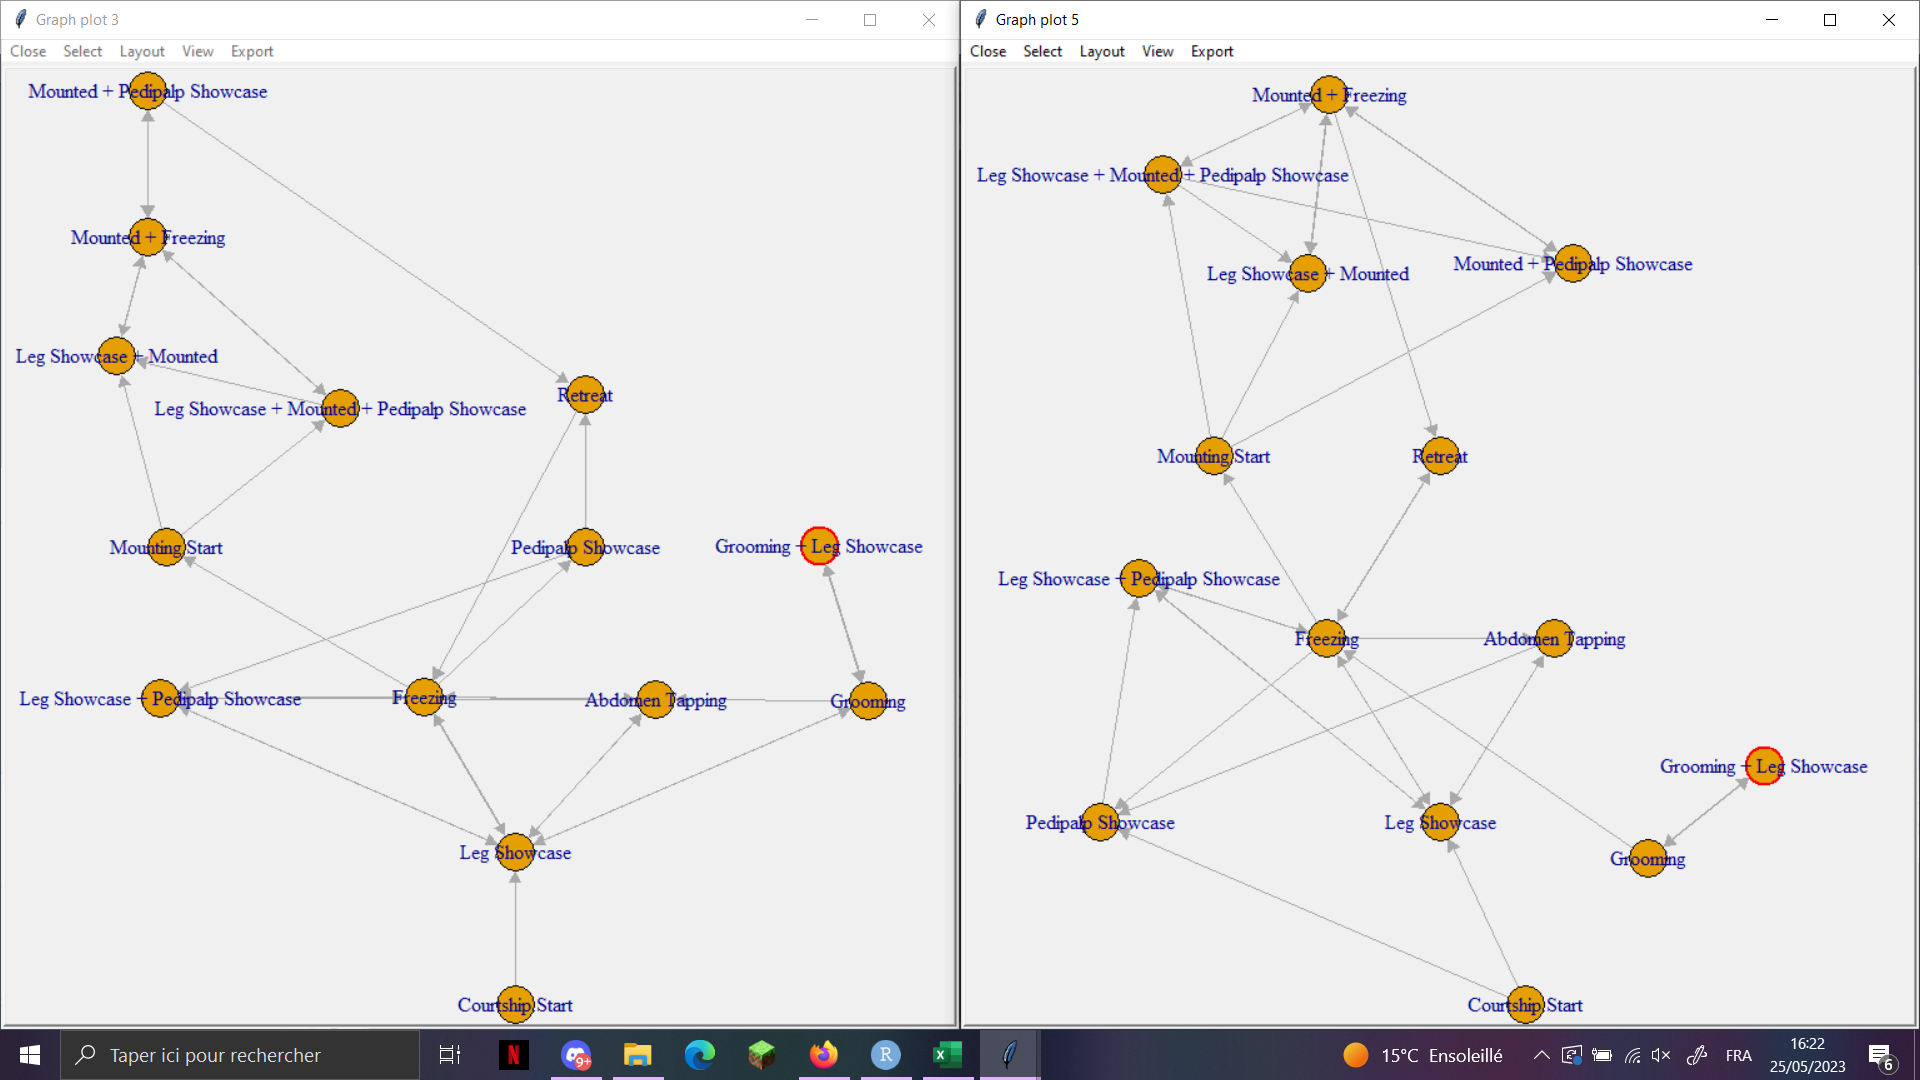 Graph plot 3
Close Select Layout View Export
Mounted + Pedipalp Showcase
Mounted + Freezing
Leg Showcase + Mounted
Retreat
Leg Showcase + Mounted + Pedipalp Showcase
Mounting Start
Pedipalp Showcase
Grooming + Leg Showcase
Leg Showcase + Pedipalp Showcase
Freezing
Abdomen Tapping
Grooming
Leg Showcase
Courtship Start
Graph plot 5
Close Select Layout View Export
Mounted + Freezing
Leg Showcase + Mounted + Pedipalp Showcase
Mounted + Pedipalp Showcase
Leg Showcase + Mounted
Mounting Start
Retreat
Leg Showcase + Pedipalp Showcase
Freezing
Abdomen Tapping
Grooming + Leg Showcase
Pedipalp Showcase
Leg Showcase
Grooming
Courtship Start
Taper ici pour rechercher
N
9+
R
X
15°C Ensoleillé
FRA
16:22
25/05/2023
6